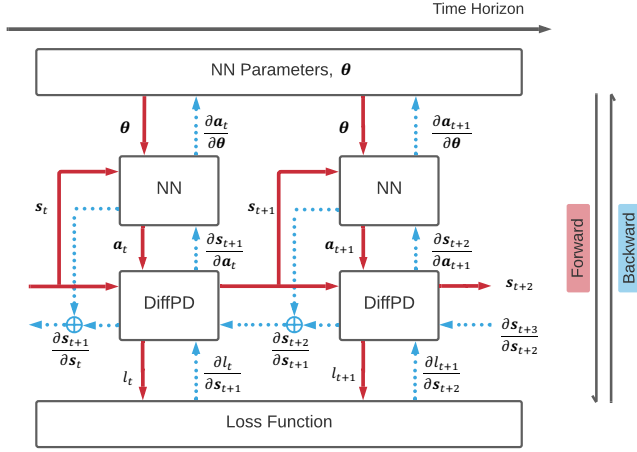 Time Horizon
NN Parameters, θ
θ
∂a_t/∂θ
θ
∂a_{t+1}/∂θ
NN
NN
s_t
s_{t+1}
a_t
∂s_{t+1}/∂a_t
a_{t+1}
∂s_{t+2}/∂a_{t+1}
DiffPD
DiffPD
s_{t+2}
∂s_{t+1}/∂s_t
∂s_{t+2}/∂s_{t+1}
∂s_{t+3}/∂s_{t+2}
l_t
∂l_t/∂s_{t+1}
l_{t+1}
∂l_{t+1}/∂s_{t+2}
Loss Function
Forward
Backward